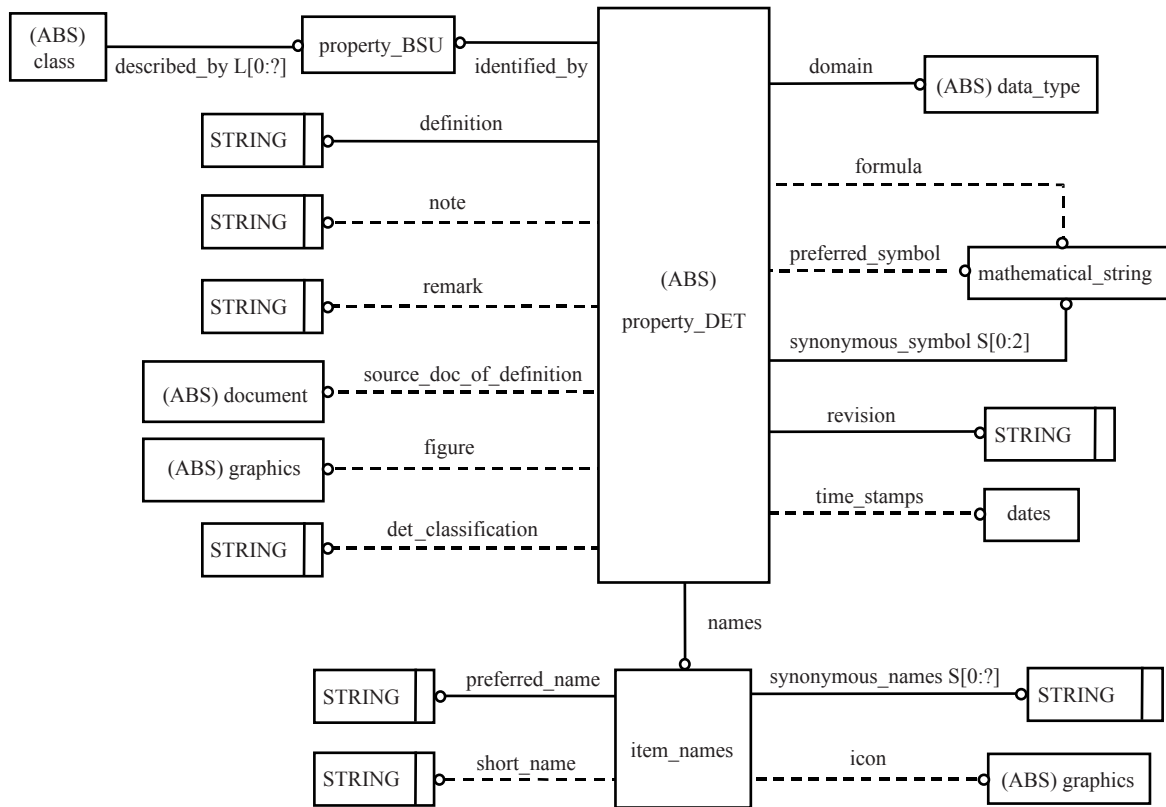 (ABS)
class
described_by L[0:?]
property_BSU
identified_by
STRING
definition
STRING
note
STRING
remark
(ABS) document
source_doc_of_definition
(ABS) graphics
figure
STRING
det_classification
(ABS)
property_DET
domain
(ABS) data_type
formula
preferred_symbol
mathematical_string
synonymous_symbol S[0:2]
revision
STRING
time_stamps
dates
names
STRING
preferred_name
synonymous_names S[0:?]
STRING
STRING
short_name
item_names
icon
(ABS) graphics